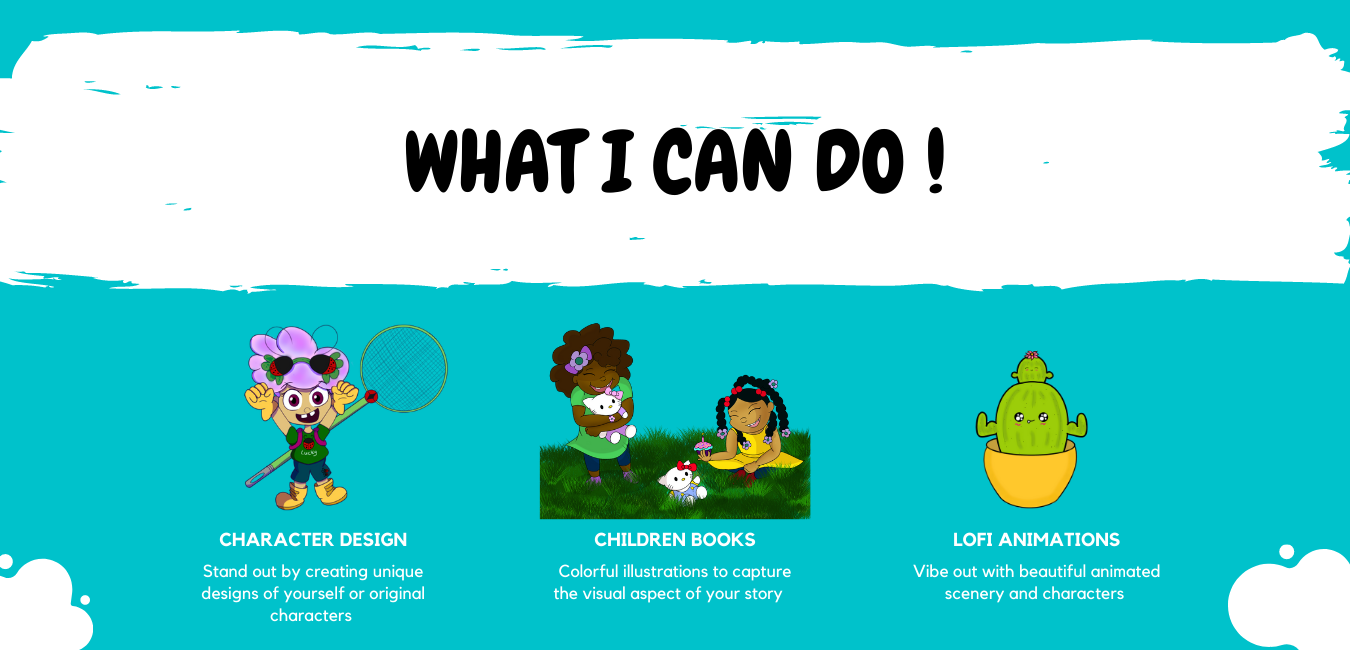 WHAT I CAN DO !
Lucky
CHARACTER DESIGN
Stand out by creating unique
designs of yourself or original
characters
CHILDREN BOOKS
Colorful illustrations to capture
the visual aspect of your story
LOFI ANIMATIONS
Vibe out with beautiful animated
scenery and characters